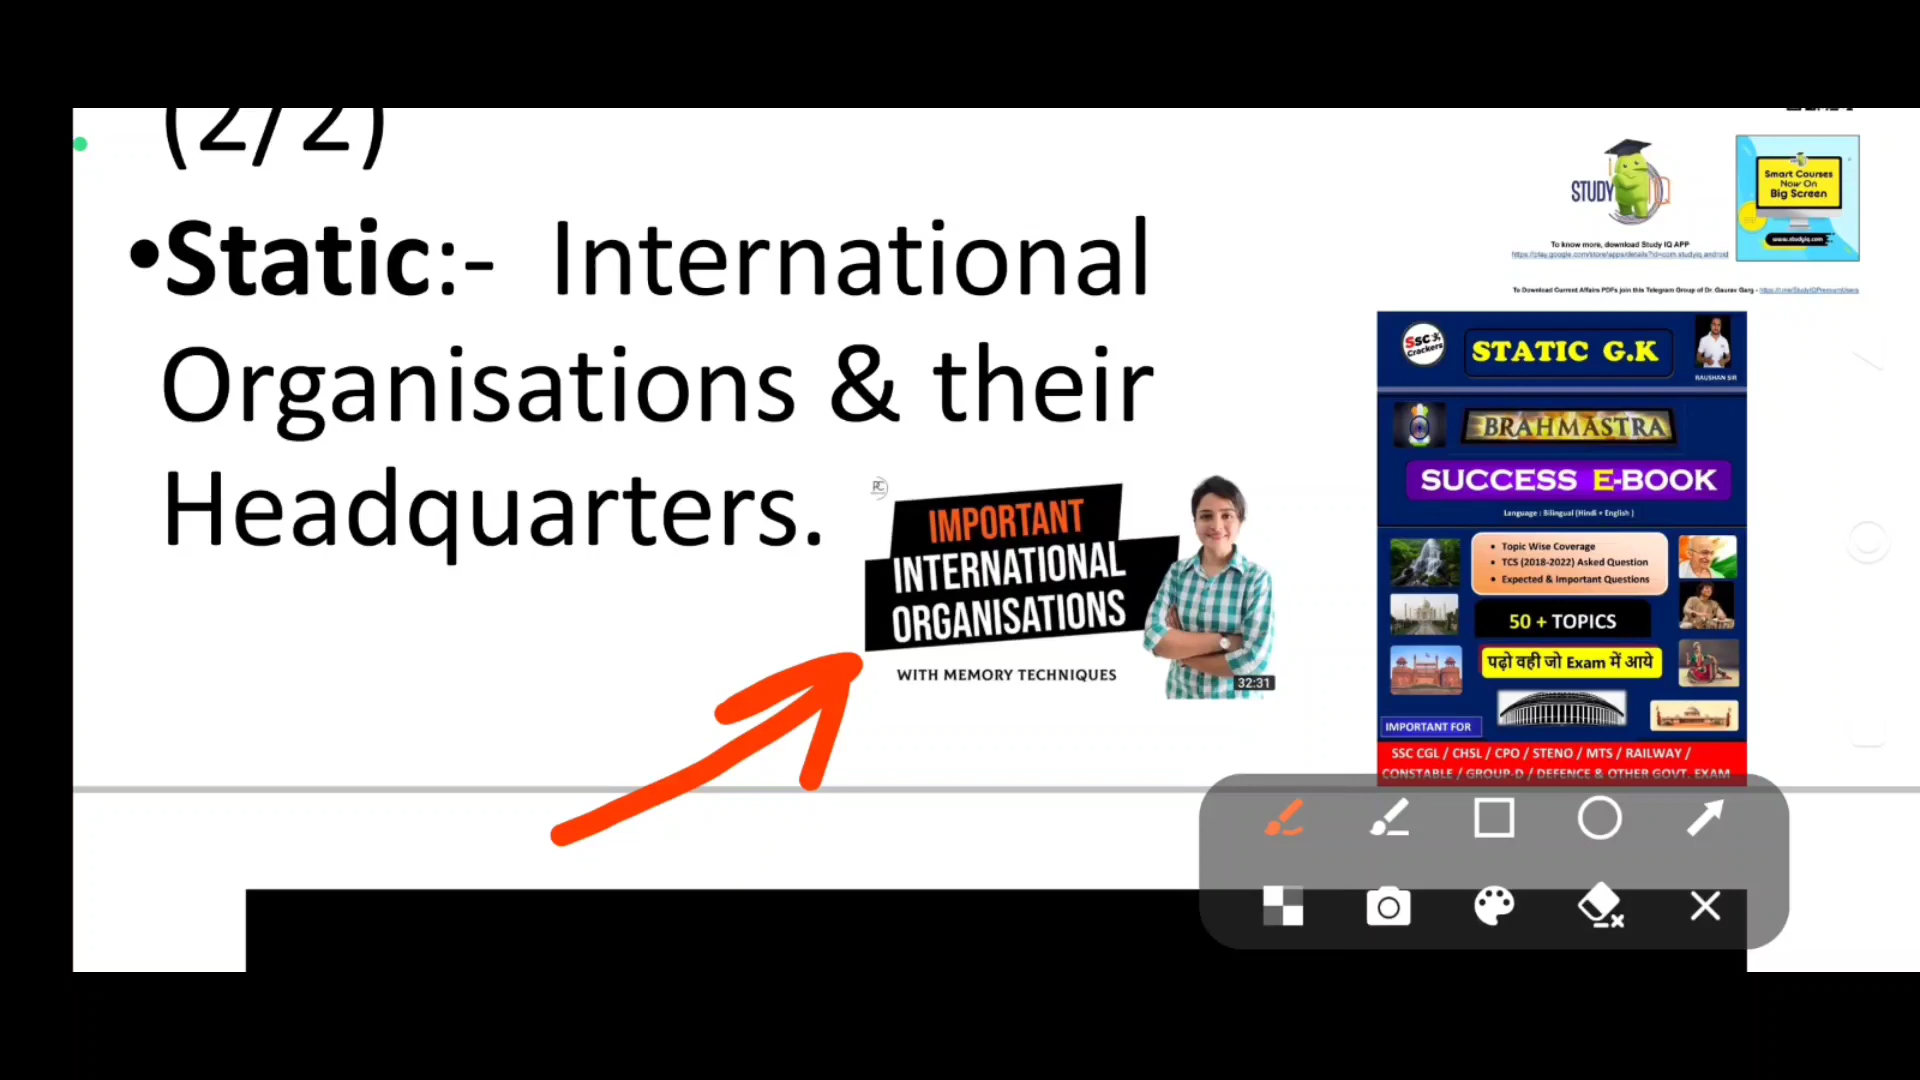 (2/2)
•Static:- International
Organisations & their
Headquarters.
PC
IMPORTANT
INTERNATIONAL
ORGANISATIONS
WITH MEMORY TECHNIQUES
32:31
STUDY IQ
To know more, download Study IQ APP
https://play.google.com/store/apps/details?id=com.studyiq.android
To Download Current Affairs PDFs join this Telegram Group of Dr. Gaurav Garg - https://t.me/StudyIQPremiumUsers
Smart Courses
Now On
Big Screen
www.studyiq.com
SSC
Crackers
STATIC G.K
RAUSHAN SIR
BRAHMASTRA
SUCCESS E-BOOK
Language : Bilingual (Hindi + English )
• Topic Wise Coverage
• TCS (2018-2022) Asked Question
• Expected & Important Questions
50 + TOPICS
पढ़ो वही जो Exam में आये
IMPORTANT FOR
SSC CGL / CHSL / CPO / STENO / MTS / RAILWAY /
CONSTABLE / GROUP-D / DEFENCE & OTHER GOVT. EXAM